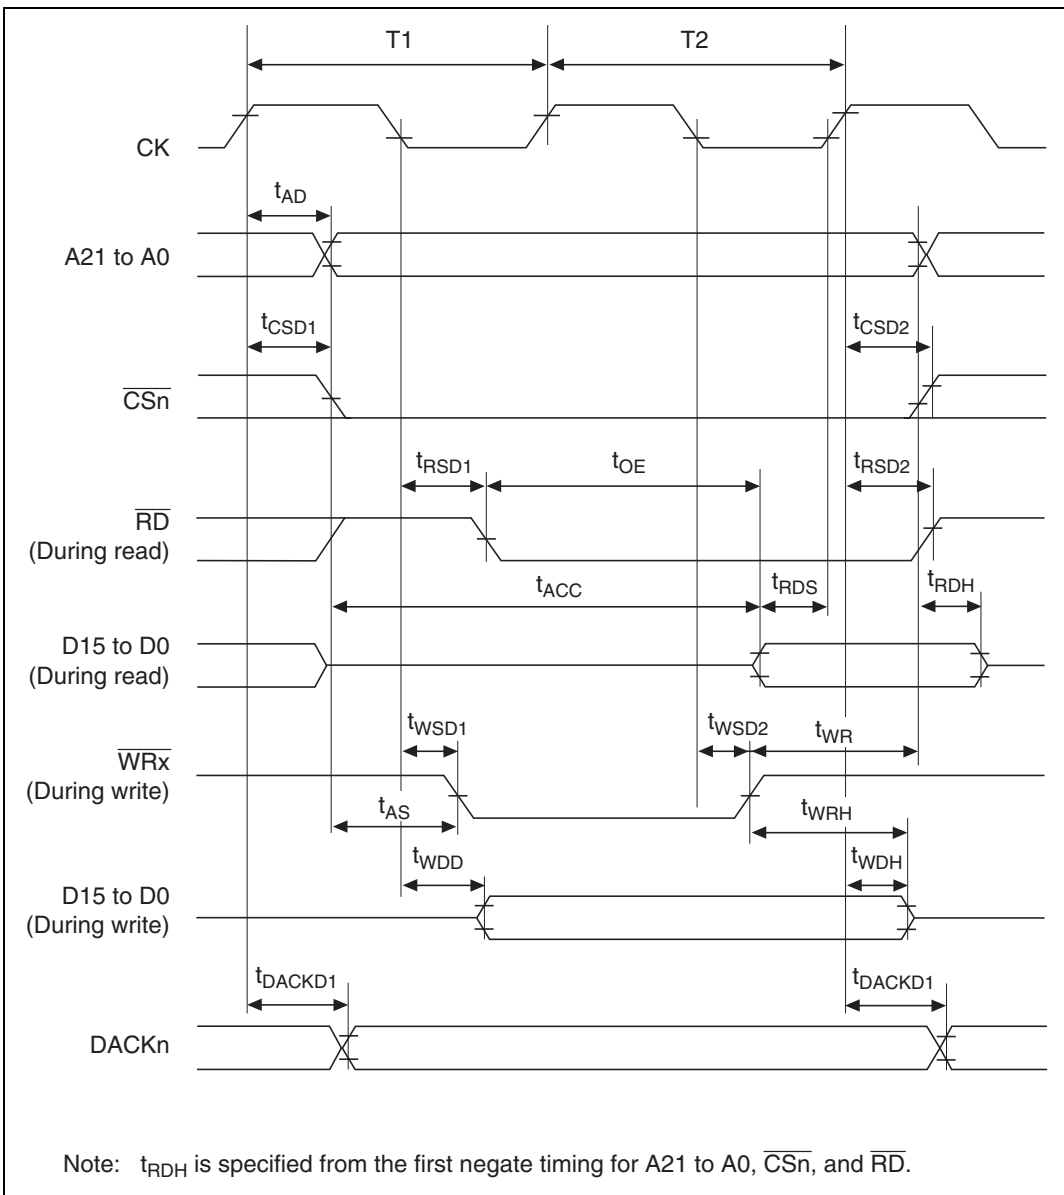 T1 T2
CK
tAD
A21 to A0
tCSD1 tCSD2
CSn
tRSD1 tOE tRSD2
RD
(During read)
tACC tRDS tRDH
D15 to D0
(During read)
tWSD1 tWSD2 tWR
WRx
(During write)
tAS tWRH
tWDD tWDH
D15 to D0
(During write)
tDACKD1 tDACKD1
DACKn
Note: tRDH is specified from the first negate timing for A21 to A0, CSn, and RD.